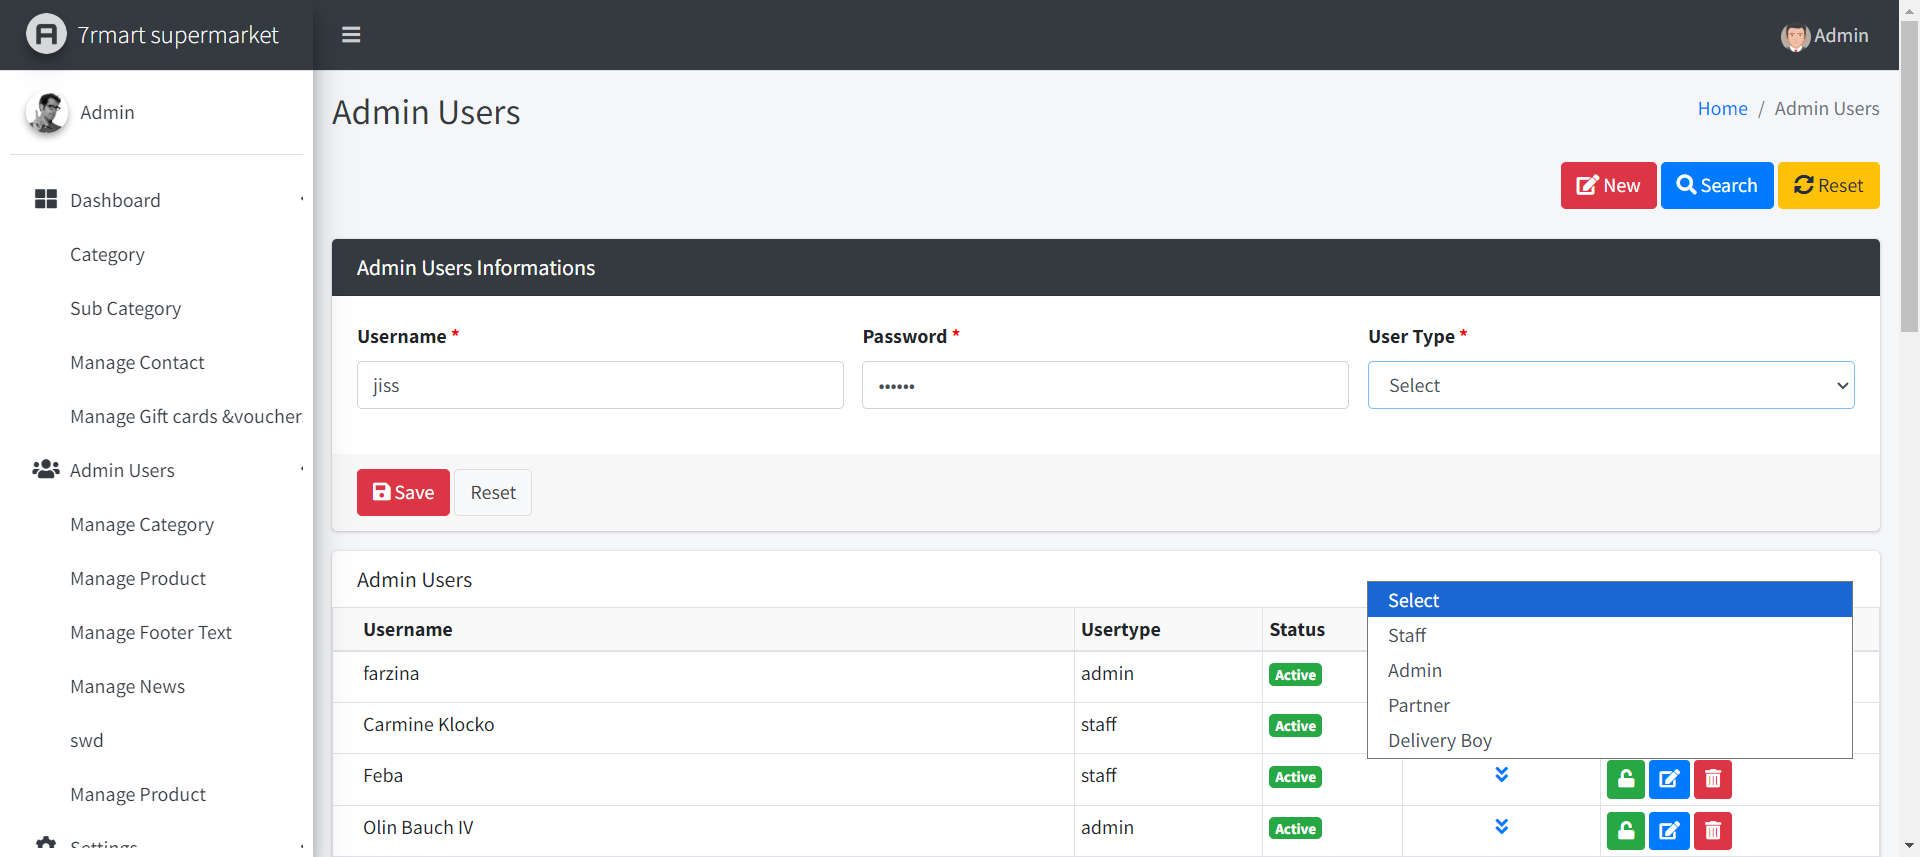 7rmart supermarket
Admin
Admin
Admin Users
Home / Admin Users
Dashboard
Category
Sub Category
Manage Contact
Manage Gift cards &voucher
Admin Users
Manage Category
Manage Product
Manage Footer Text
Manage News
swd
Manage Product
Settings
New
Search
Reset
Admin Users Informations
Username *
Password *
User Type *
jiss
••••••
Select
Save
Reset
Admin Users
Select
Staff
Admin
Partner
Delivery Boy
Username Usertype Status
farzina admin Active
Carmine Klocko staff Active
Feba staff Active
Olin Bauch IV admin Active